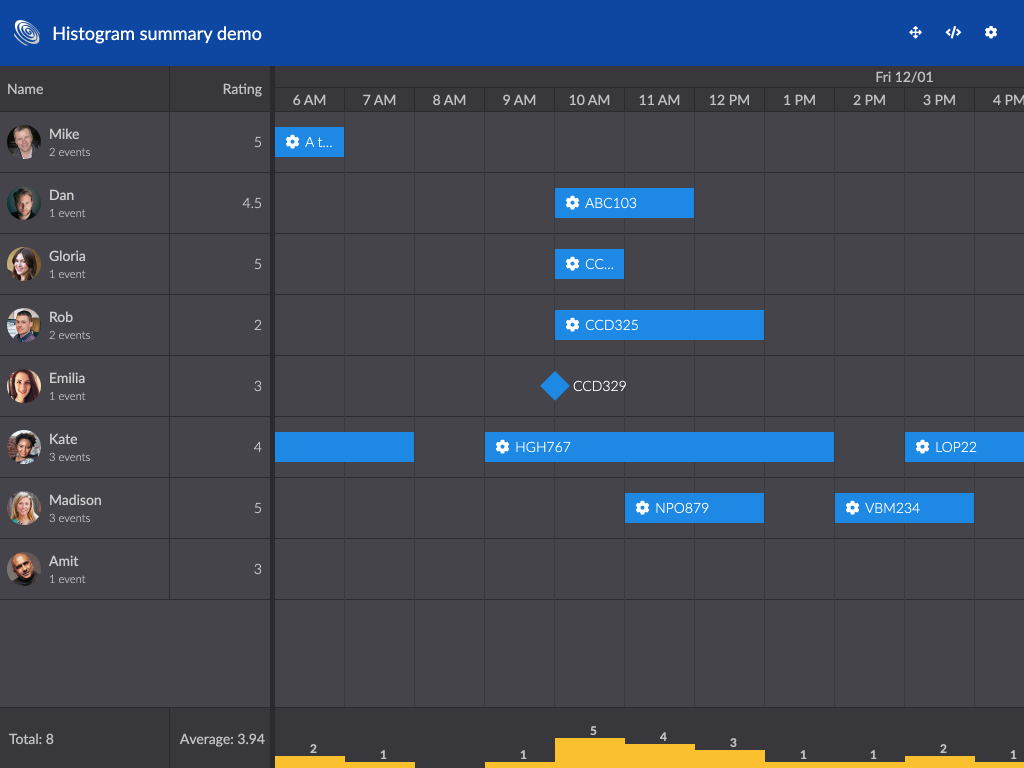 Histogram summary demo
Name
Rating
Fri 12/01
6 AM 7 AM 8 AM 9 AM 10 AM 11 AM 12 PM 1 PM 2 PM 3 PM 4 PM
Mike
2 events
5
A t...
Dan
1 event
4.5
ABC103
Gloria
1 event
5
CC...
Rob
2 events
2
CCD325
Emilia
1 event
3
CCD329
Kate
3 events
4
HGH767
LOP22
Madison
3 events
5
NPO879
VBM234
Amit
1 event
3
Total: 8
Average: 3.94
2 1 1 5 4 3 1 1 2 1